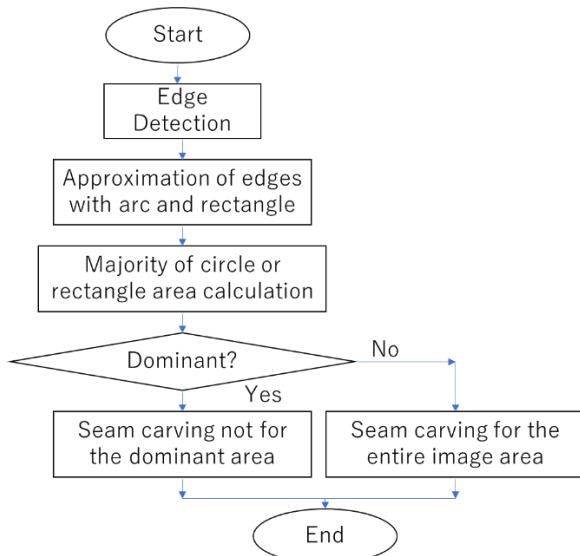 Start
Edge
Detection
Approximation of edges
with arc and rectangle
Majority of circle or
rectangle area calculation
Dominant?
No
Yes
Seam carving not for
the dominant area
Seam carving for the
entire image area
End